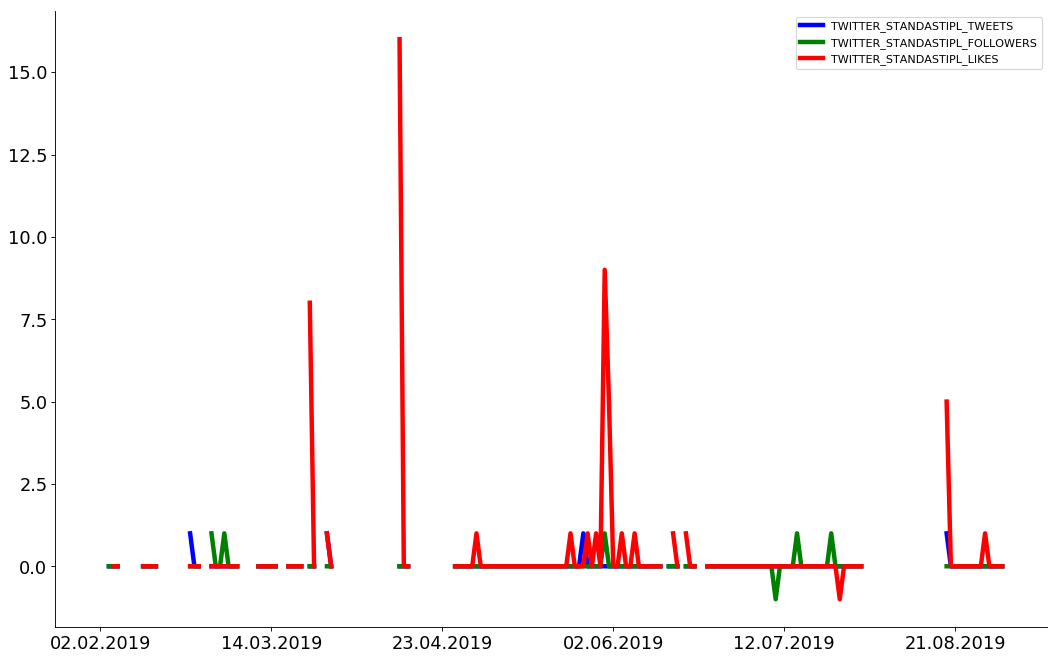 TWITTER_STANDASTIPL_TWEETS
TWITTER_STANDASTIPL_FOLLOWERS
TWITTER_STANDASTIPL_LIKES
15.0
12.5
10.0
7.5
5.0
2.5
0.0
02.02.2019 14.03.2019 23.04.2019 02.06.2019 12.07.2019 21.08.2019